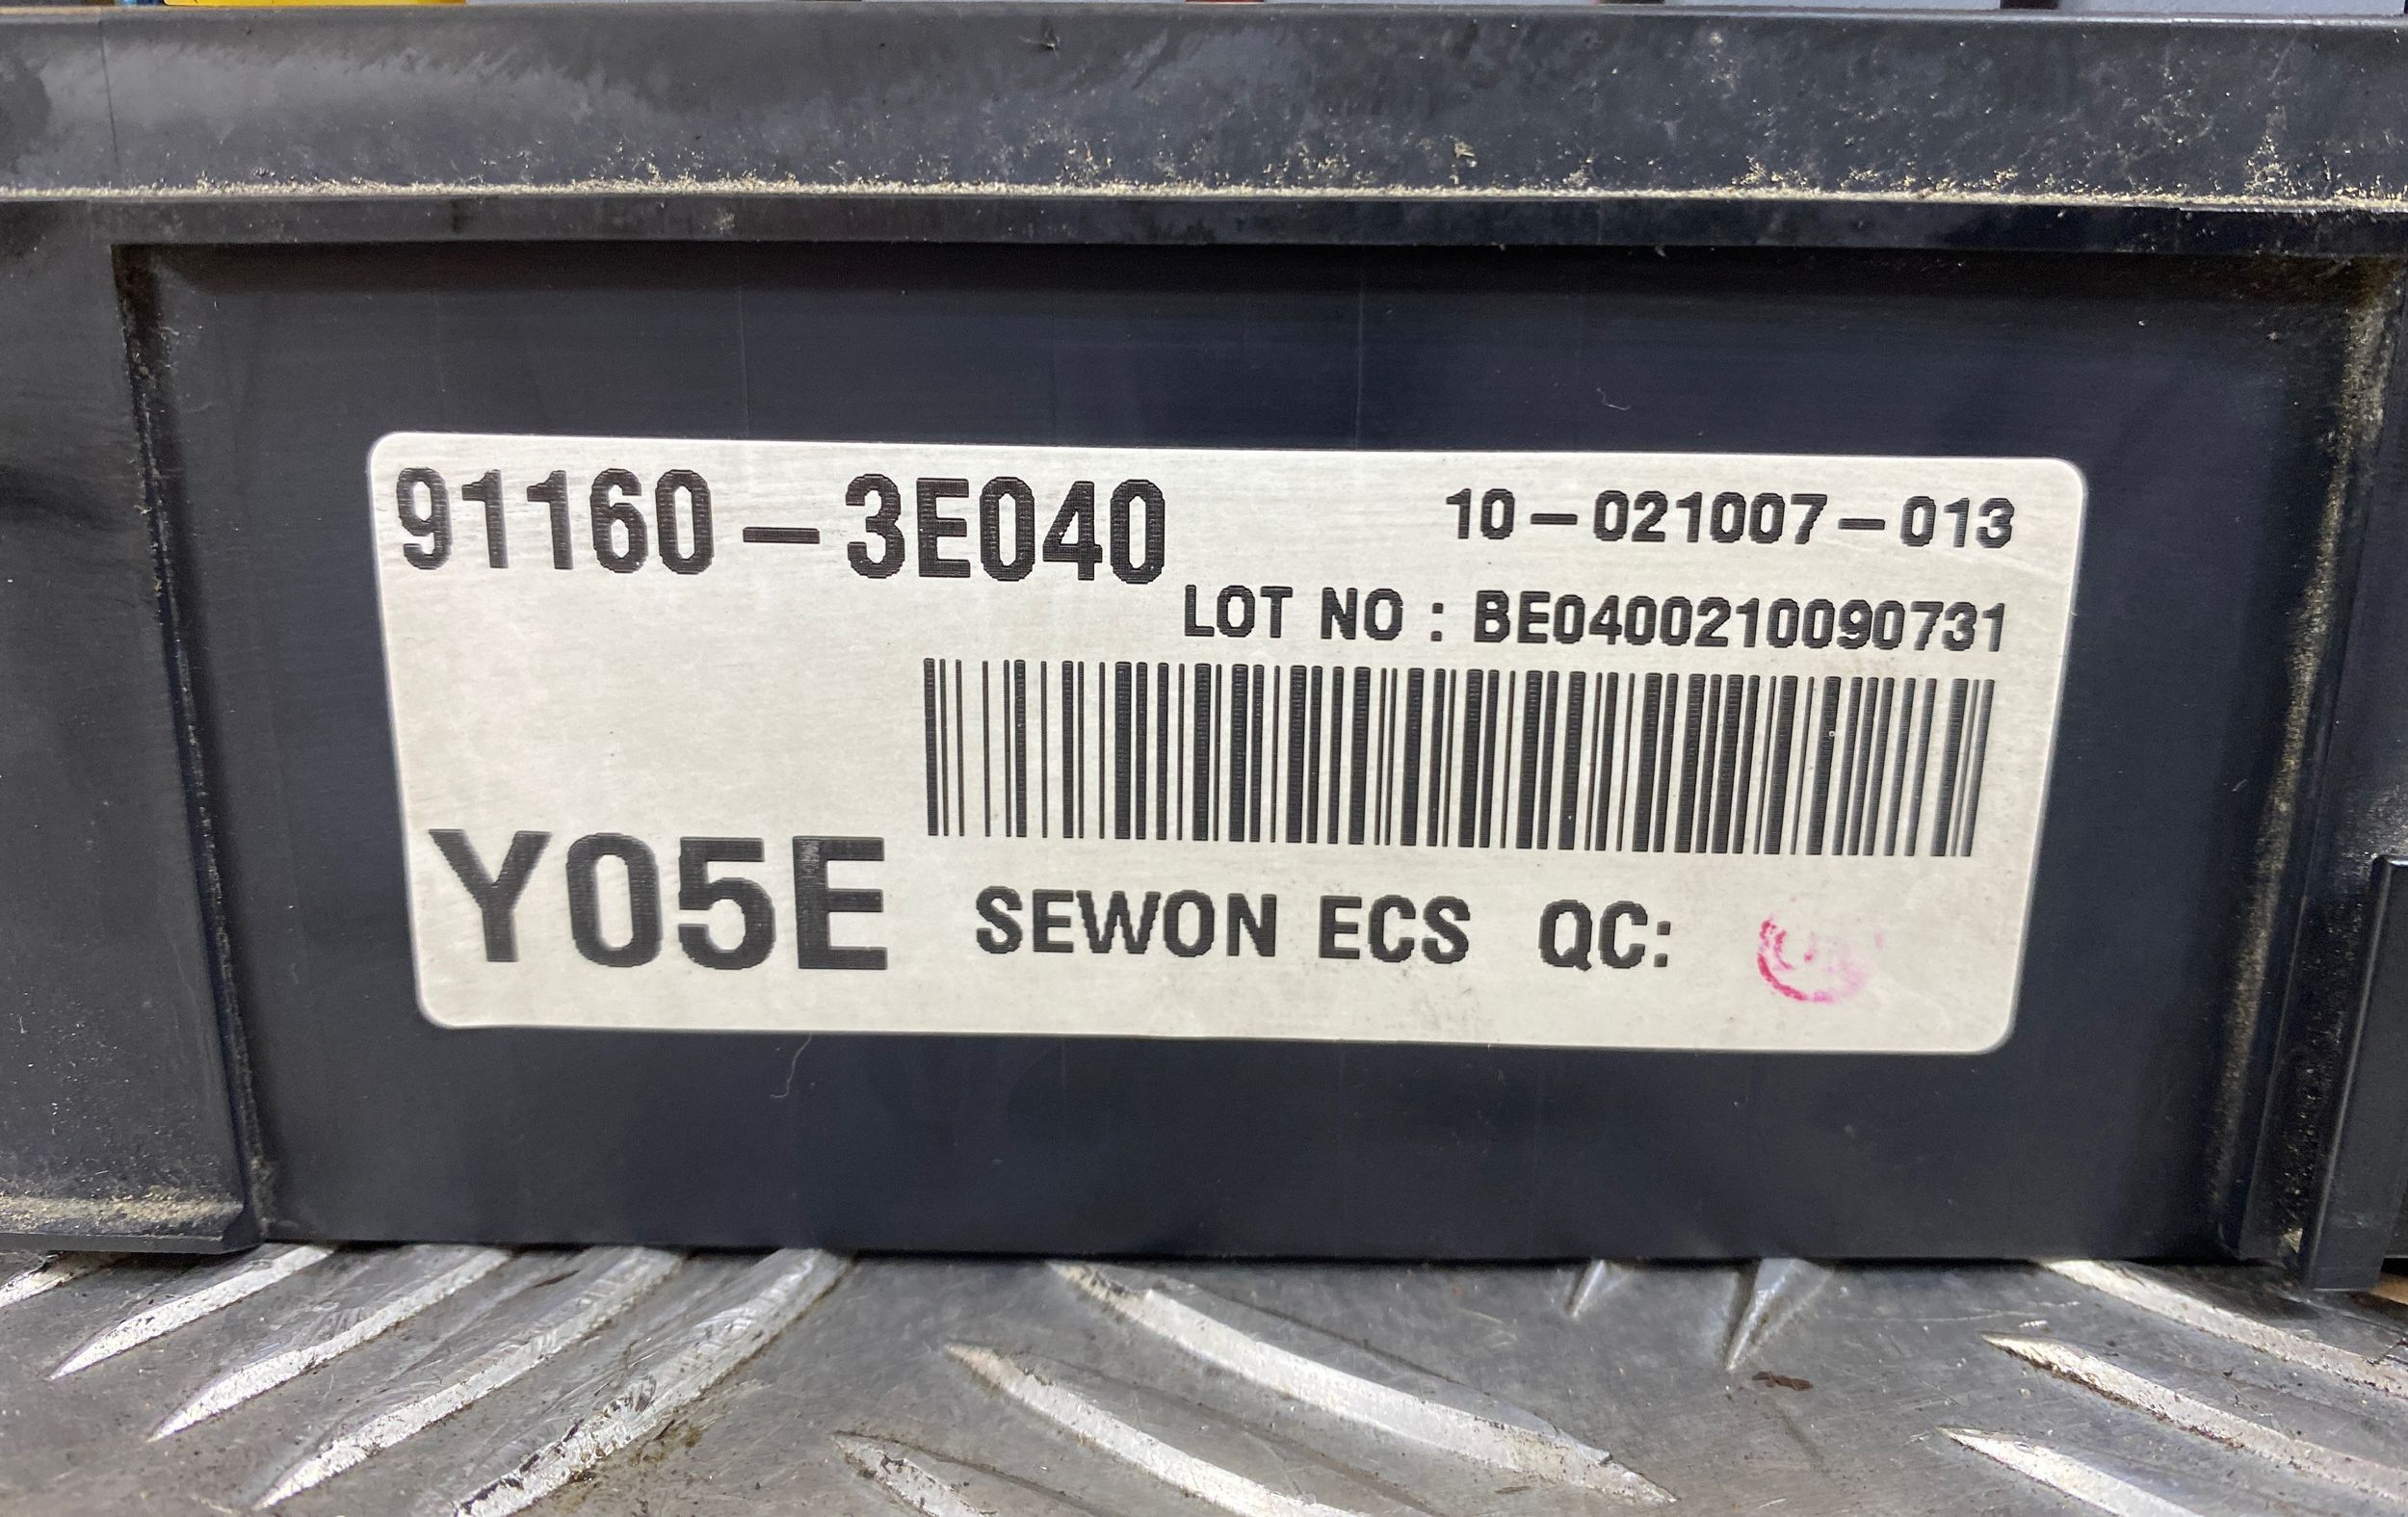 91160-3E040
10-021007-013
LOT NO : BE0400210090731
Y05E
SEWON ECS QC: